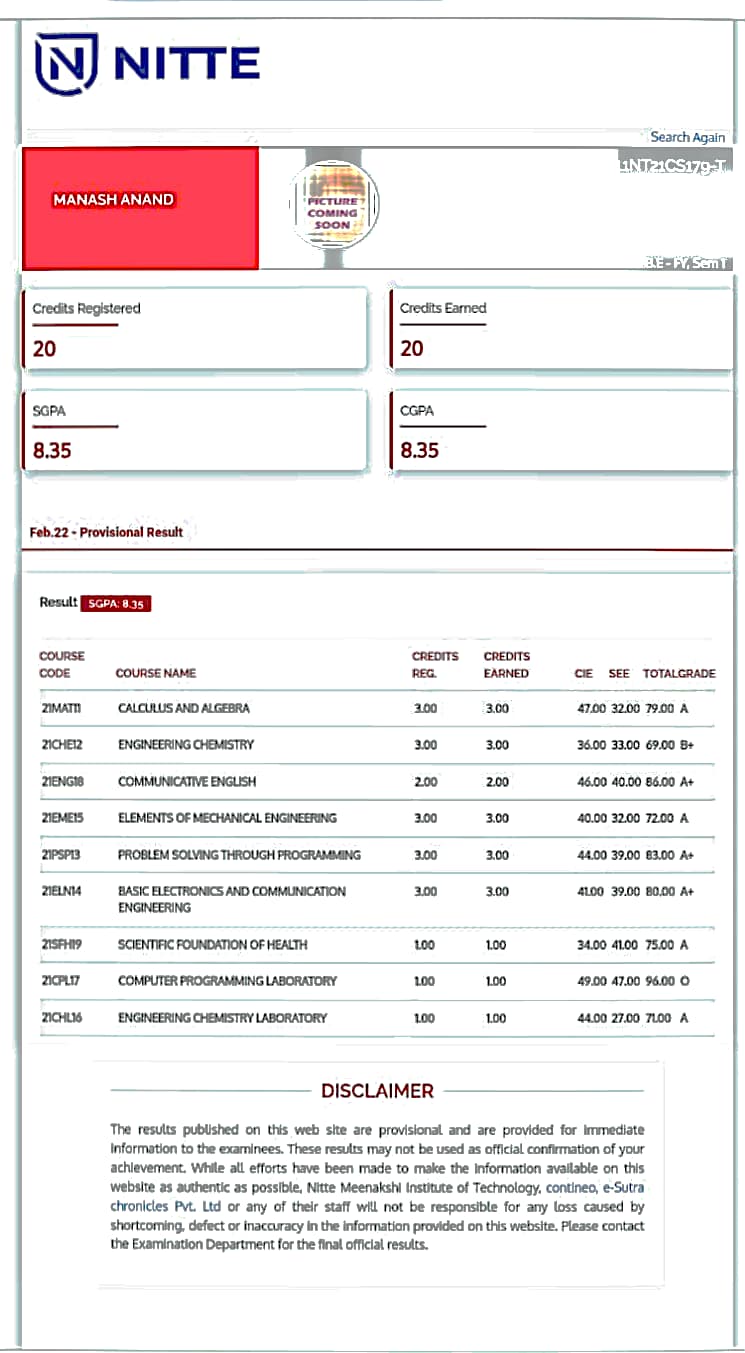 NITTE
Search Again
1NT21CS179-T
MANASH ANAND
PICTURE
COMING
SOON
Credits Registered
20
Credits Earned
20
SGPA
8.35
CGPA
8.35
Feb.22 - Provisional Result
Result SGPA: 8.35
COURSE CODE COURSE NAME CREDITS REG. CREDITS EARNED CIE SEE TOTAL GRADE
21MAT11 CALCULUS AND ALGEBRA 3.00 3.00 47.00 32.00 79.00 A
21CHE12 ENGINEERING CHEMISTRY 3.00 3.00 36.00 33.00 69.00 B+
21ENG18 COMMUNICATIVE ENGLISH 2.00 2.00 46.00 40.00 86.00 A+
21EME15 ELEMENTS OF MECHANICAL ENGINEERING 3.00 3.00 40.00 32.00 72.00 A
21PSP13 PROBLEM SOLVING THROUGH PROGRAMMING 3.00 3.00 44.00 39.00 83.00 A+
21ELN14 BASIC ELECTRONICS AND COMMUNICATION 3.00 3.00 41.00 39.00 80.00 A+
ENGINEERING
21SFH19 SCIENTIFIC FOUNDATION OF HEALTH 1.00 1.00 34.00 41.00 75.00 A
21CPL17 COMPUTER PROGRAMMING LABORATORY 1.00 1.00 49.00 47.00 96.00 O
21CHL16 ENGINEERING CHEMISTRY LABORATORY 1.00 1.00 44.00 27.00 71.00 A
DISCLAIMER
The results published on this web site are provisional and are provided for immediate
information to the examinees. These results may not be used as official confirmation of your
achievement. While all efforts have been made to make the Information available on this
website as authentic as possible, Nitte Meenakshi Institute of Technology, contineo, e-Sutra
chronicles Pvt. Ltd or any of their staff will not be responsible for any loss caused by
shortcoming, defect or inaccuracy in the information provided on this website. Please contact
the Examination Department for the final official results.